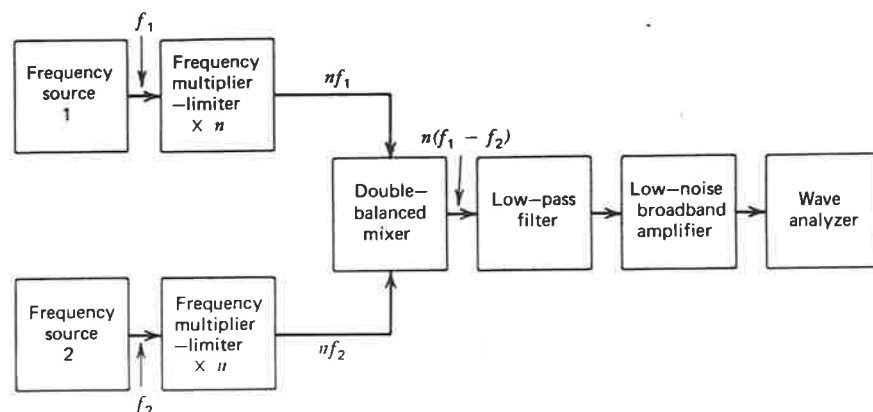 f₁
Frequency
source
1
Frequency
multiplier
–limiter
× n
nf₁
n(f₁ – f₂)
Double–
balanced
mixer
Low–pass
filter
Low–noise
broadband
amplifier
Wave
analyzer
Frequency
source
2
Frequency
multiplier
–limiter
× n
nf₂
f₂